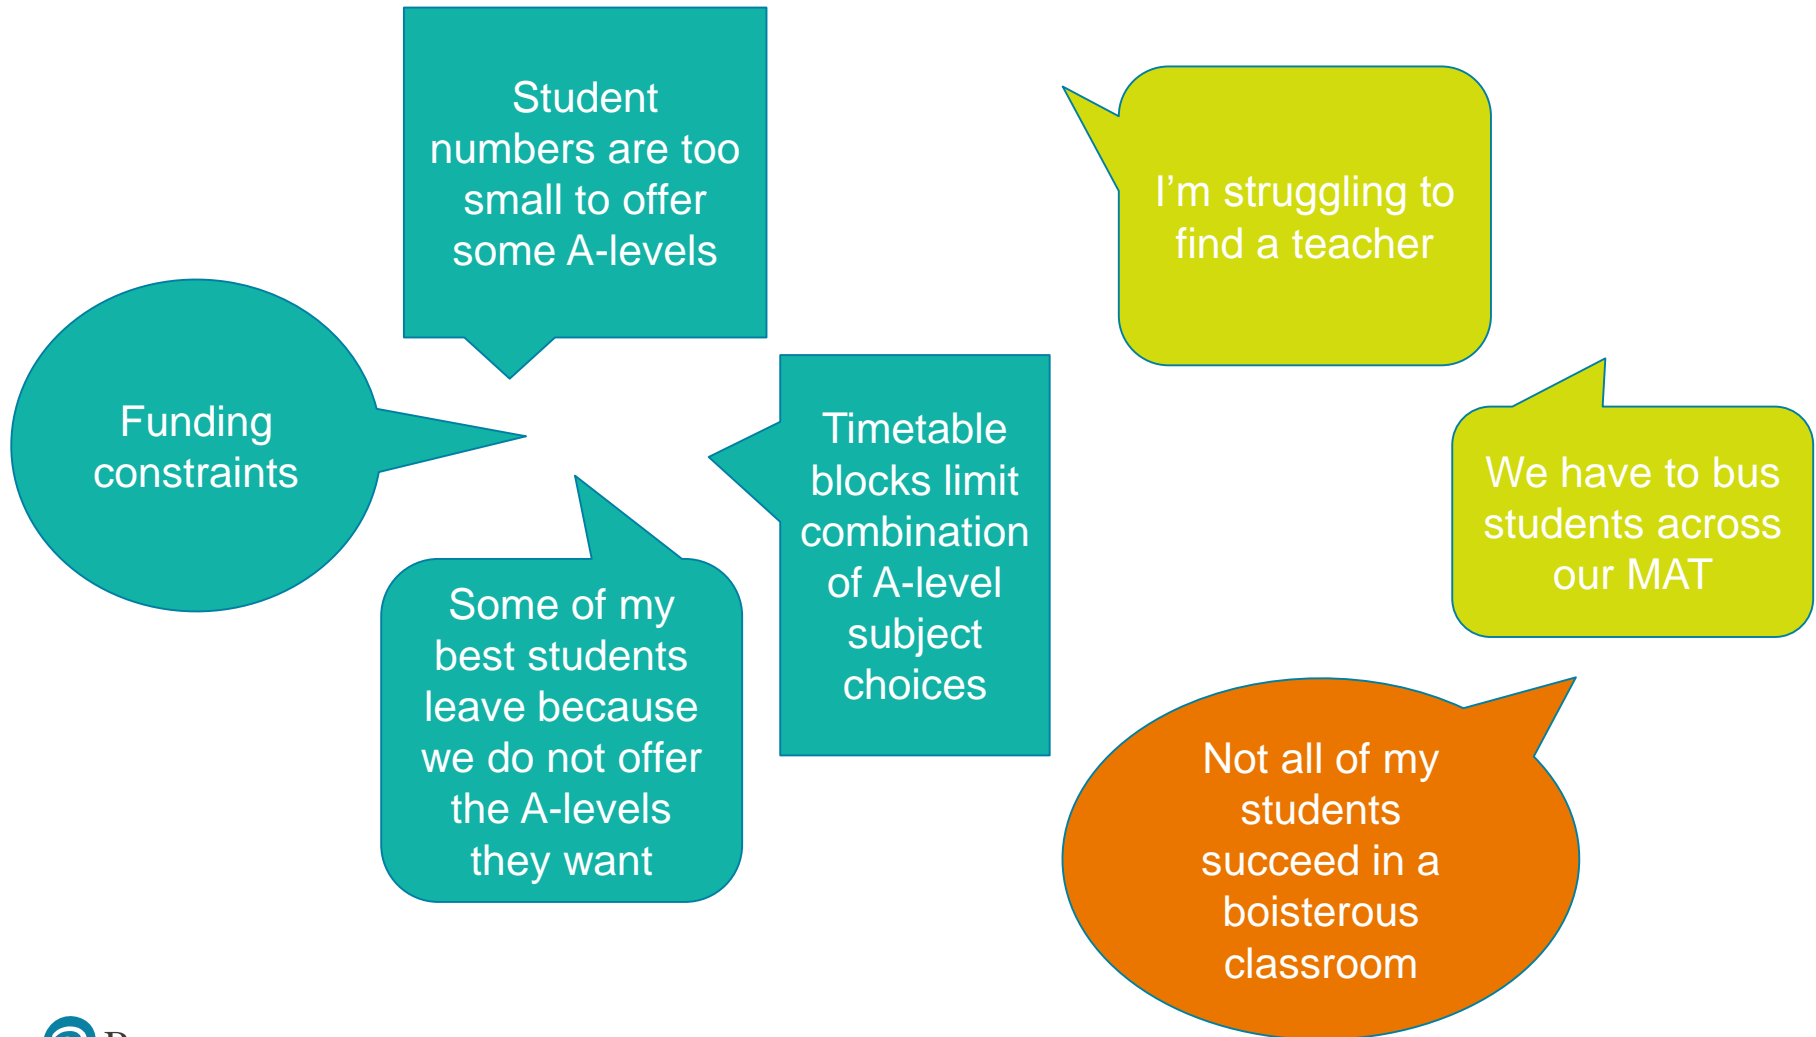 Student
numbers are too
small to offer
some A-levels
I'm struggling to
find a teacher
Funding
constraints
Timetable
blocks limit
combination
of A-level
subject
choices
We have to bus
students across
our MAT
Some of my
best students
leave because
we do not offer
the A-levels
they want
Not all of my
students
succeed in a
boisterous
classroom